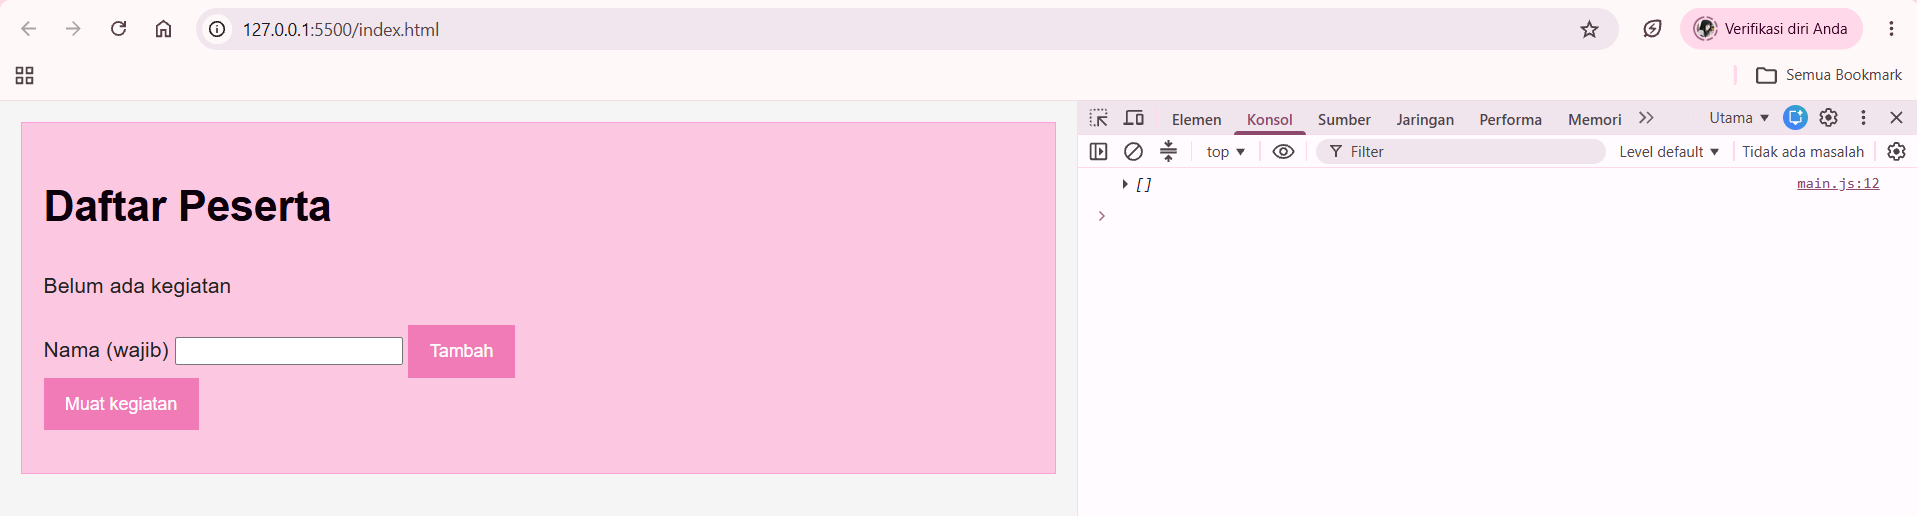 127.0.0.1:5500/index.html
Verifikasi diri Anda
Semua Bookmark
Daftar Peserta
Belum ada kegiatan
Nama (wajib)
Tambah
Muat kegiatan
Elemen Konsol Sumber Jaringan Performa Memori Utama
top Filter Level default Tidak ada masalah
[] main.js:12